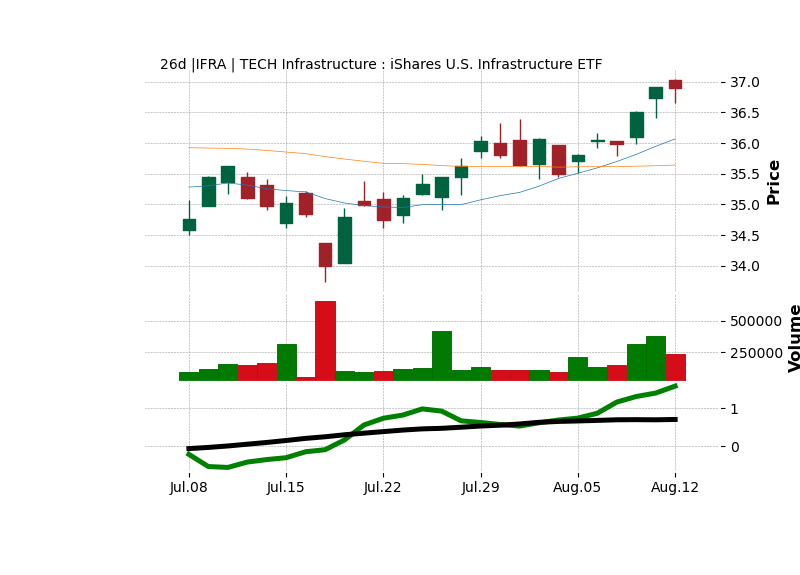 26d |IFRA | TECH Infrastructure : iShares U.S. Infrastructure ETF
37.0
36.5
36.0
35.5
35.0
34.5
34.0
Price
500000
250000
Volume
1
0
Jul.08 Jul.15 Jul.22 Jul.29 Aug.05 Aug.12